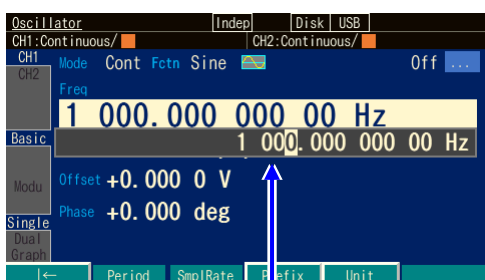 Oscillator Indep Disk USB
CH1:Continuous/ CH2:Continuous/
CH1 Mode Cont Fctn Sine Off ...
CH2
Freq
1 000.000 000 00 Hz
Basic 1 000.000 000 00 Hz
Modu Offset +0.000 0 V
Phase +0.000 deg
Single
Dual
Graph
|← Period SmplRate Prefix Unit